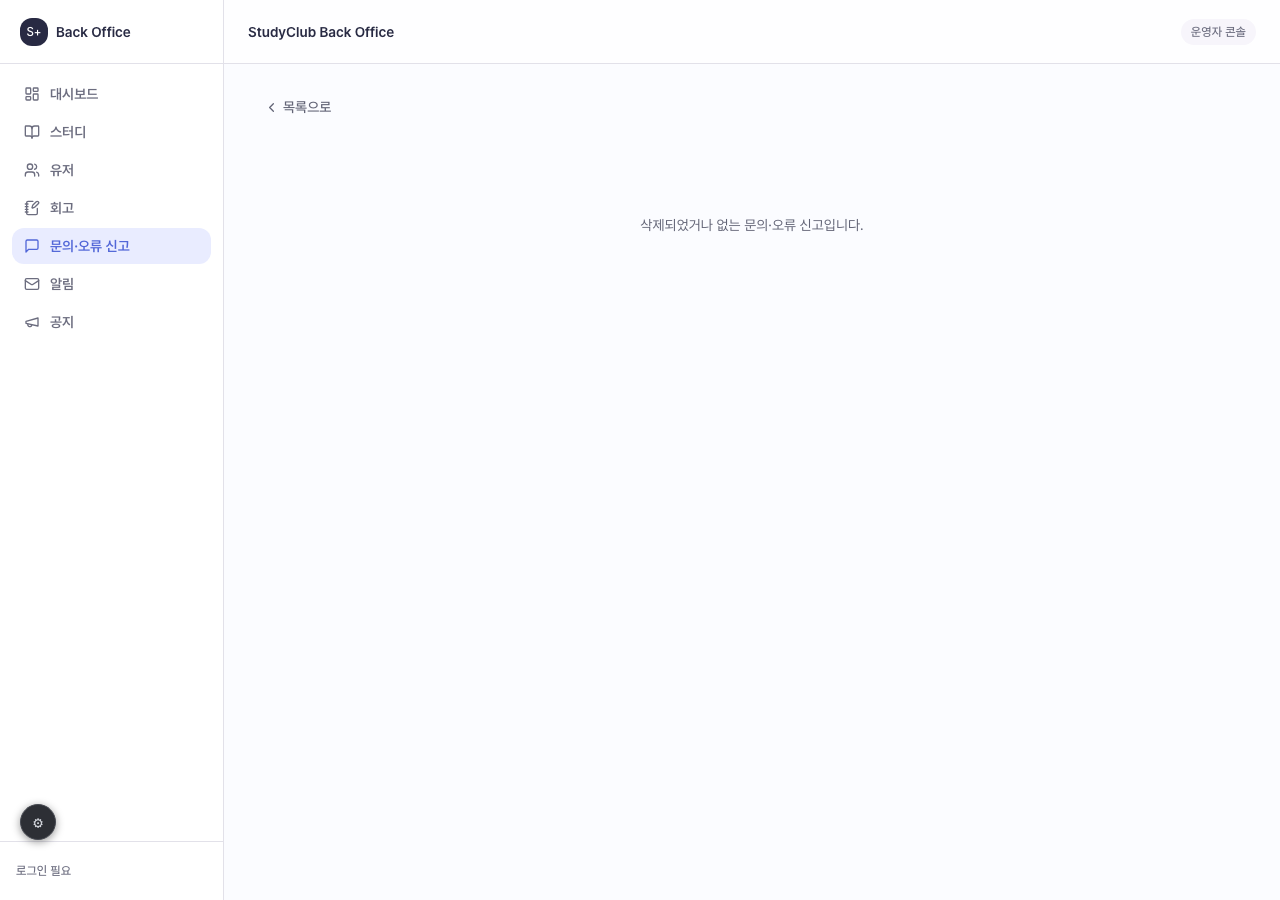 S+ Back Office
StudyClub Back Office
운영자 콘솔
대시보드
스터디
유저
회고
문의·오류 신고
알림
공지
목록으로
삭제되었거나 없는 문의·오류 신고입니다.
로그인 필요